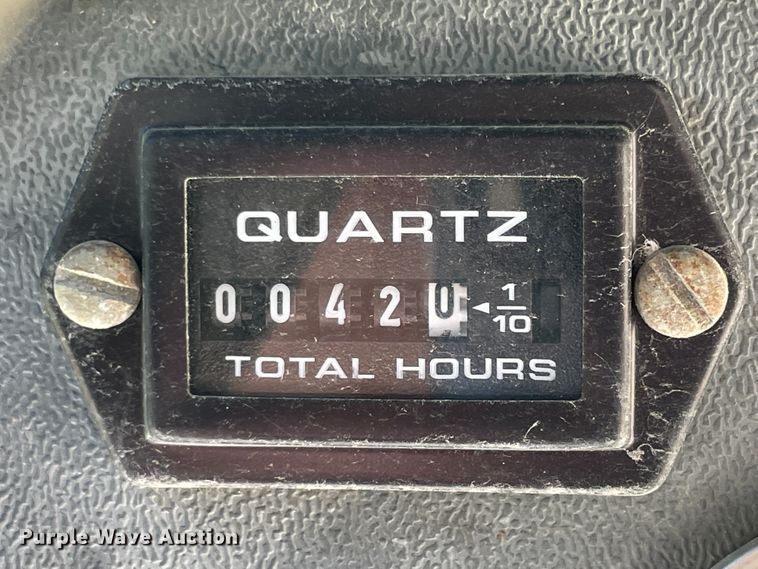 QUARTZ
0 0 4 2 0 ◄ 1/10
TOTAL HOURS
Purple Wave Auction®